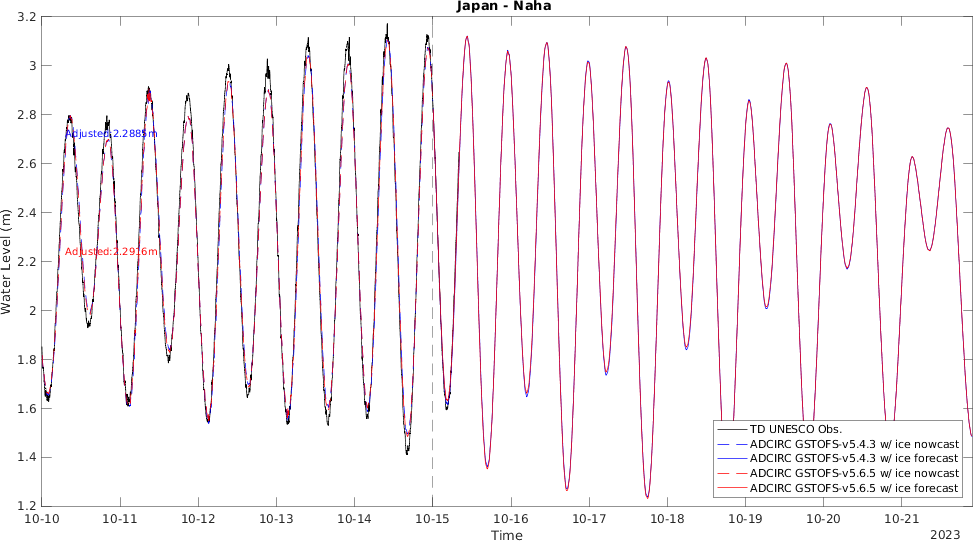 Japan - Naha
3.2
3
2.8
2.6
2.4
2.2
2
1.8
1.6
1.4
1.2
Water Level (m)
Adjusted:2.2885m
Adjusted:2.2916m
TD UNESCO Obs.
ADCIRC GSTOFS-v5.4.3 w/ ice nowcast
ADCIRC GSTOFS-v5.4.3 w/ ice forecast
ADCIRC GSTOFS-v5.6.5 w/ ice nowcast
ADCIRC GSTOFS-v5.6.5 w/ ice forecast
10-10 10-11 10-12 10-13 10-14 10-15 10-16 10-17 10-18 10-19 10-20 10-21
Time
2023